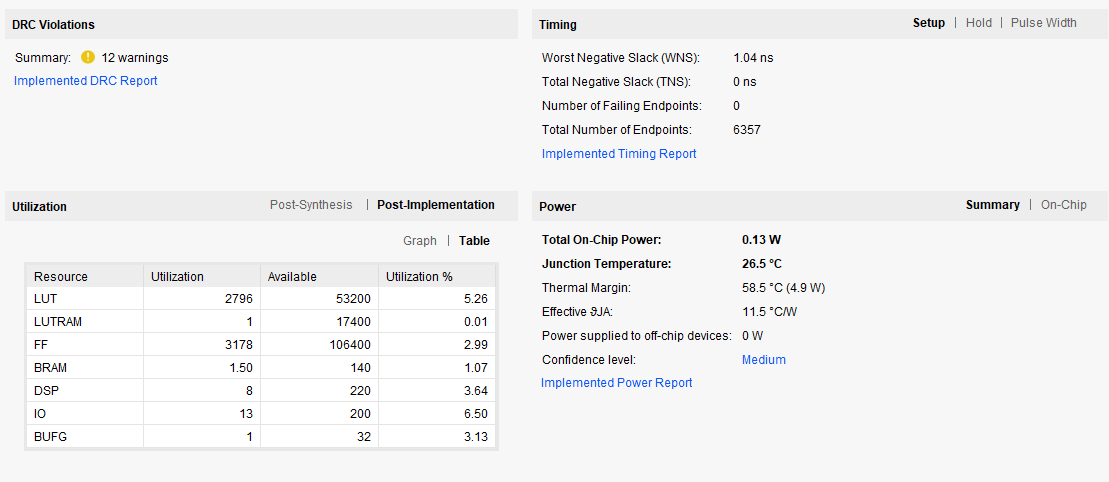 DRC Violations
Summary: 12 warnings
Implemented DRC Report
Timing Setup | Hold | Pulse Width
Worst Negative Slack (WNS): 1.04 ns
Total Negative Slack (TNS): 0 ns
Number of Failing Endpoints: 0
Total Number of Endpoints: 6357
Implemented Timing Report
Utilization Post-Synthesis | Post-Implementation
Graph | Table
Resource Utilization Available Utilization %
LUT 2796 53200 5.26
LUTRAM 1 17400 0.01
FF 3178 106400 2.99
BRAM 1.50 140 1.07
DSP 8 220 3.64
IO 13 200 6.50
BUFG 1 32 3.13
Power Summary | On-Chip
Total On-Chip Power: 0.13 W
Junction Temperature: 26.5 °C
Thermal Margin: 58.5 °C (4.9 W)
Effective ϑJA: 11.5 °C/W
Power supplied to off-chip devices: 0 W
Confidence level: Medium
Implemented Power Report